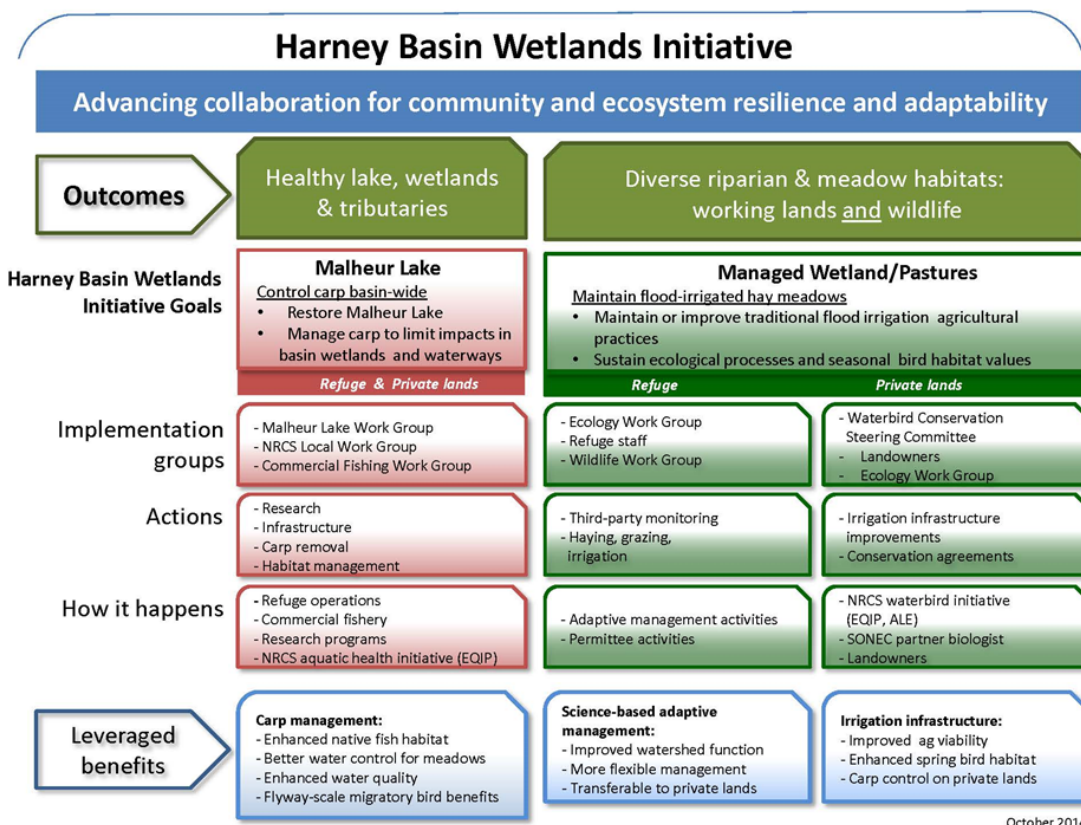 Harney Basin Wetlands Initiative
Advancing collaboration for community and ecosystem resilience and adaptability
Outcomes
Healthy lake, wetlands
& tributaries
Diverse riparian & meadow habitats:
working lands and wildlife
Harney Basin Wetlands
Initiative Goals
Malheur Lake
Control carp basin-wide
• Restore Malheur Lake
• Manage carp to limit impacts in
basin wetlands and waterways
Refuge & Private lands
Managed Wetland/Pastures
Maintain flood-irrigated hay meadows
• Maintain or improve traditional flood irrigation agricultural
practices
• Sustain ecological processes and seasonal bird habitat values
Refuge
Private lands
Implementation
groups
- Malheur Lake Work Group
- NRCS Local Work Group
- Commercial Fishing Work Group
- Ecology Work Group
- Refuge staff
- Wildlife Work Group
- Waterbird Conservation
Steering Committee
- Landowners
- Ecology Work Group
Actions
- Research
- Infrastructure
- Carp removal
- Habitat management
- Third-party monitoring
- Haying, grazing,
irrigation
- Irrigation infrastructure
improvements
- Conservation agreements
How it happens
- Refuge operations
- Commercial fishery
- Research programs
- NRCS aquatic health initiative (EQIP)
- Adaptive management activities
- Permittee activities
- NRCS waterbird initiative
(EQIP, ALE)
- SONEC partner biologist
- Landowners
Leveraged
benefits
Carp management:
- Enhanced native fish habitat
- Better water control for meadows
- Enhanced water quality
- Flyway-scale migratory bird benefits
Science-based adaptive
management:
- Improved watershed function
- More flexible management
- Transferable to private lands
Irrigation infrastructure:
- Improved ag viability
- Enhanced spring bird habitat
- Carp control on private lands
October